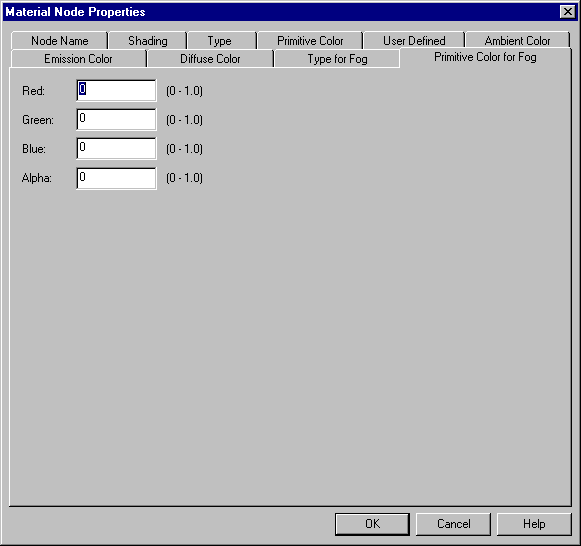 Material Node Properties
Node Name Shading Type Primitive Color User Defined Ambient Color
Emission Color Diffuse Color Type for Fog Primitive Color for Fog
Red: 0 (0 - 1.0)
Green: 0 (0 - 1.0)
Blue: 0 (0 - 1.0)
Alpha: 0 (0 - 1.0)
OK Cancel Help